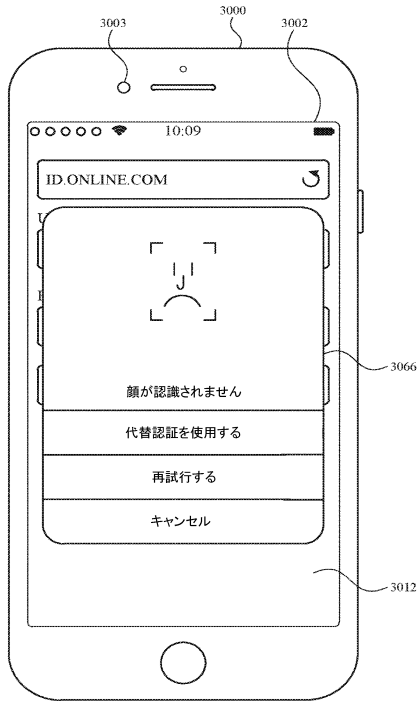 3003
3000
3002
10:09
ID.ONLINE.COM
U
3066
顔が認識されません
代替認証を使用する
再試行する
キャンセル
3012